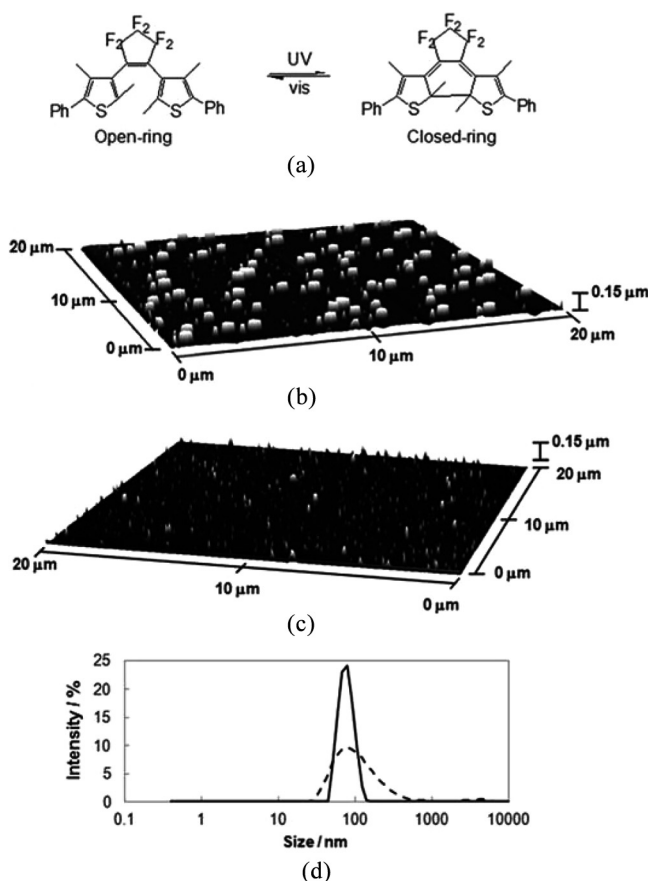 F₂
F₂ F₂
F₂
F₂ F₂
UV
vis
Ph S S Ph
Ph S S Ph
Open-ring
Closed-ring
(a)
20 μm
10 μm
0 μm
0.15 μm
0 μm
10 μm
20 μm
(b)
0.15 μm
20 μm
10 μm
0 μm
20 μm
10 μm
0 μm
(c)
Intensity / %
25
20
15
10
5
0
0.1 1 10 100 1000 10000
Size / nm
(d)